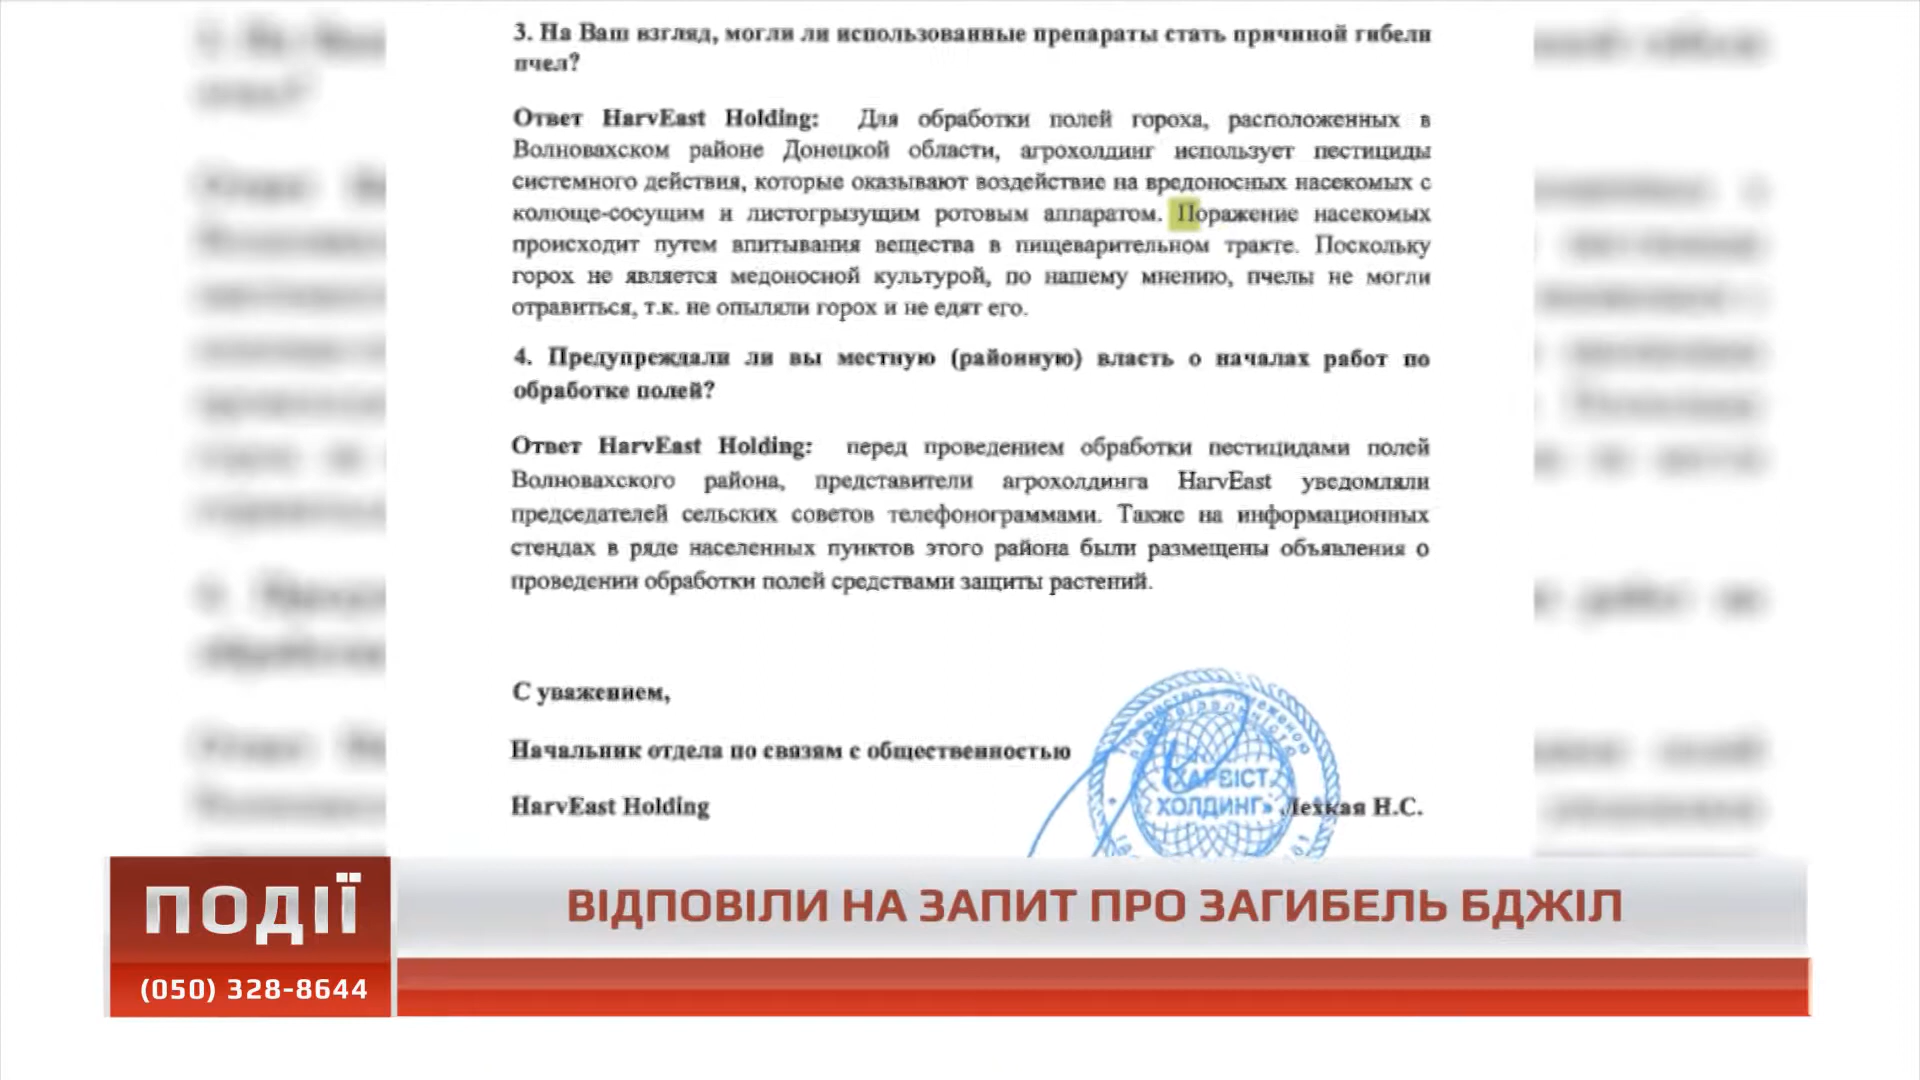 3. На Ваш взгляд, могли ли использованные препараты стать причиной гибели
пчел?
Ответ HarvEast Holding: Для обработки полей гороха, расположенных в
Волновахском районе Донецкой области, агрохолдинг использует пестициды
системного действия, которые оказывают воздействие на вредоносных насекомых с
колюще-сосущим и листогрызущим ротовым аппаратом. Поражение насекомых
происходит путем впитывания вещества в пищеварительном тракте. Поскольку
горох не является медоносной культурой, по нашему мнению, пчелы не могли
отравиться, т.к. не опыляли горох и не едят его.
4. Предупреждали ли вы местную (районную) власть о началах работ по
обработке полей?
Ответ HarvEast Holding: перед проведением обработки пестицидами полей
Волновахского района, представители агрохолдинга HarvEast уведомляли
председателей сельских советов телефонограммами. Также на информационных
стендах в ряде населенных пунктов этого района были размещены объявления о
проведении обработки полей средствами защиты растений.
С уважением,
Начальник отдела по связям с общественностью
HarvEast Holding
Лехкая Н.С.
«ХАРВІСТ
ХОЛДИНГ»
ПОДІЇ
(050) 328-8644
ВІДПОВІЛИ НА ЗАПИТ ПРО ЗАГИБЕЛЬ БДЖІЛ